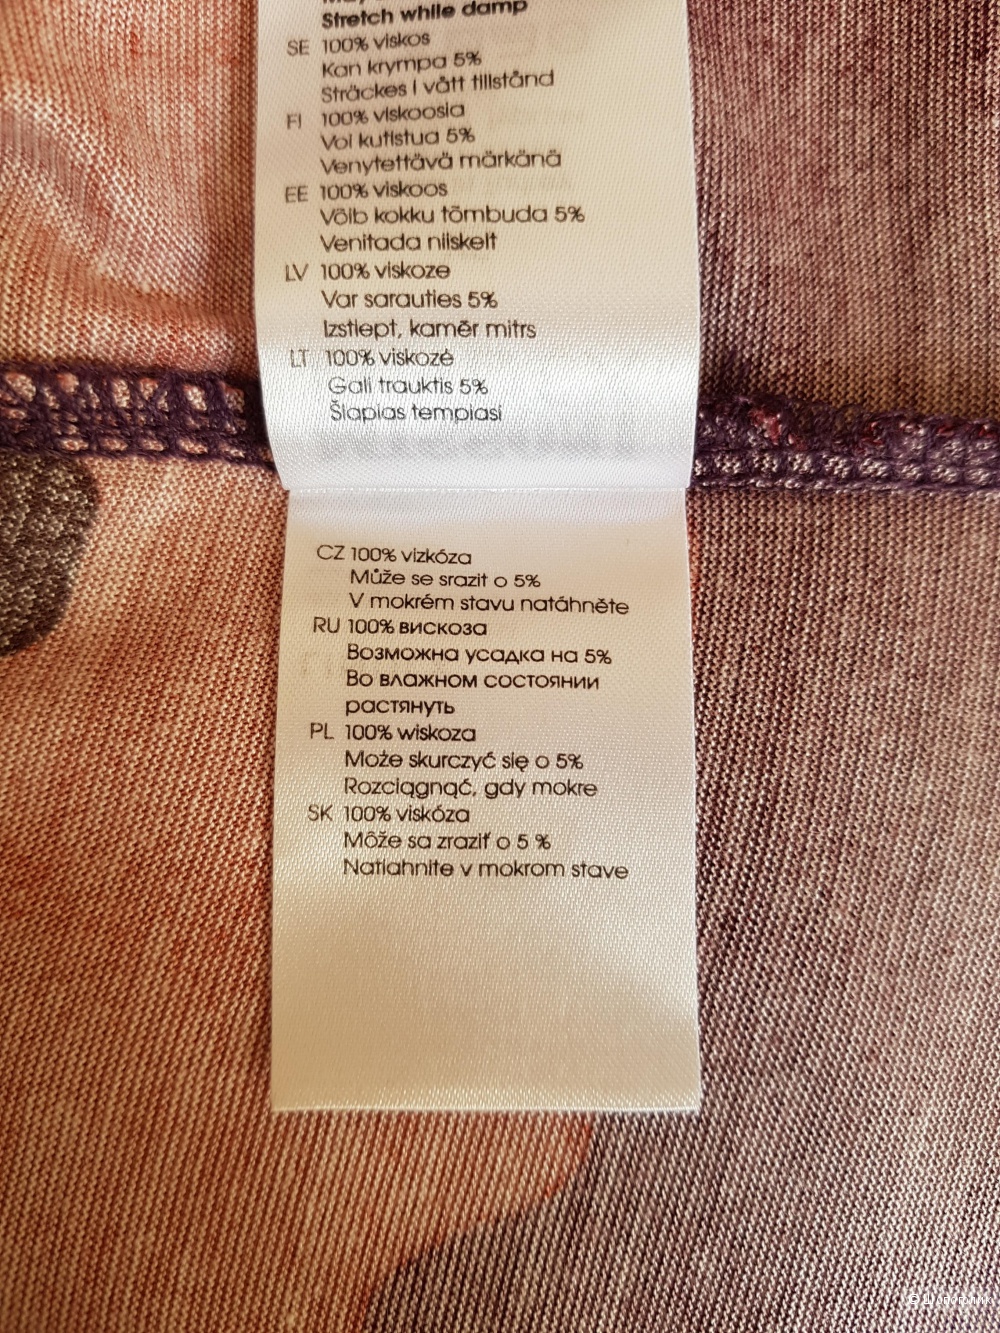 Stretch while damp
SE 100% viskos
Kan krympa 5%
Sträckes i vått tillstånd
FI 100% viskoosia
Voi kutistua 5%
Venytettävä märkänä
EE 100% viskoos
Võib kokku tõmbuda 5%
Venitada niiskelt
LV 100% viskoze
Var sarauties 5%
Izstiept, kamēr mitrs
LT 100% viskozė
Gali trauktis 5%
Šlapias tempiasi
CZ 100% vizkóza
Může se srazit o 5%
V mokrém stavu natáhněte
RU 100% вискоза
Возможна усадка на 5%
Во влажном состоянии
растянуть
PL 100% wiskoza
Może skurczyć się o 5%
Rozciągnąć, gdy mokre
SK 100% viskóza
Môže sa zraziť o 5 %
Natiahnite v mokrom stave
© Шопоголик